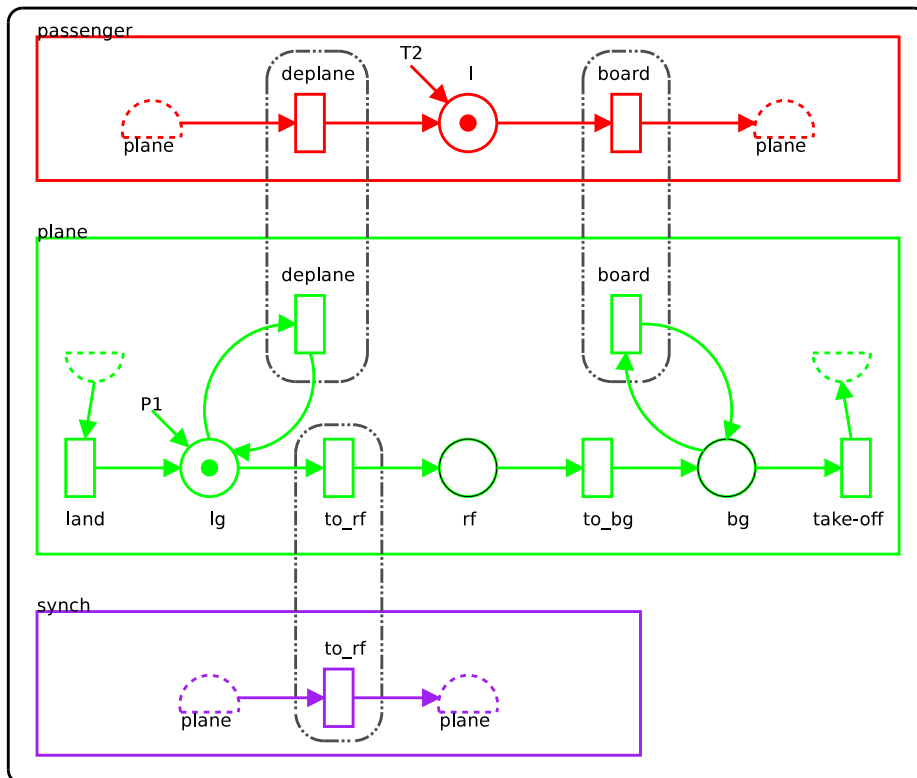 passenger
T2
deplane
l
board
plane
plane
plane
deplane
board
P1
land
lg
to_rf
rf
to_bg
bg
take-off
synch
to_rf
plane
plane